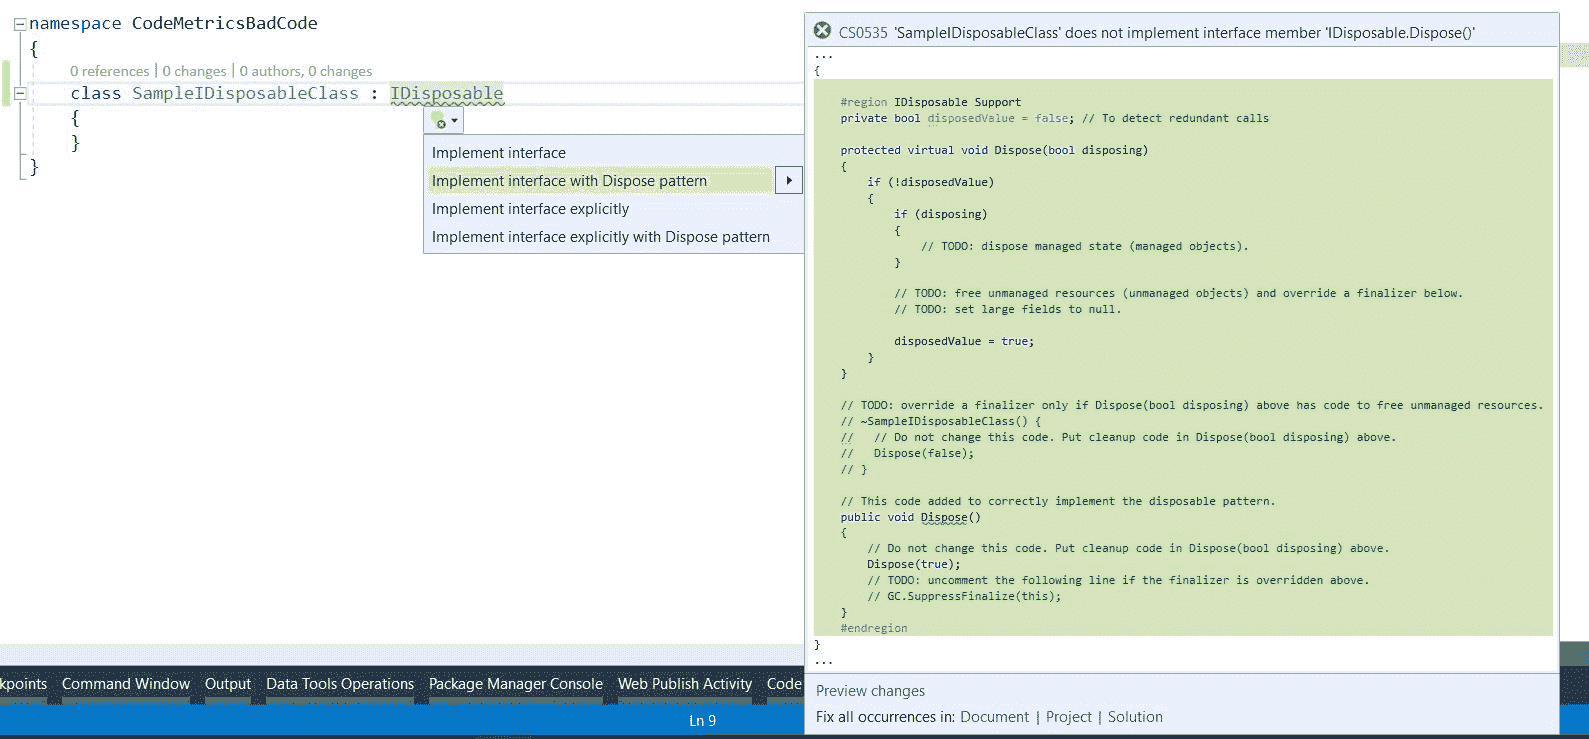 namespace CodeMetricsBadCode
{
0 references | 0 changes | 0 authors, 0 changes
class SampleIDisposableClass : IDisposable
{
}
}
Implement interface
Implement interface with Dispose pattern
Implement interface explicitly
Implement interface explicitly with Dispose pattern
CS0535 'SampleIDisposableClass' does not implement interface member 'IDisposable.Dispose()'
...
{
#region IDisposable Support
private bool disposedValue = false; // To detect redundant calls
protected virtual void Dispose(bool disposing)
{
if (!disposedValue)
{
if (disposing)
{
// TODO: dispose managed state (managed objects).
}
// TODO: free unmanaged resources (unmanaged objects) and override a finalizer below.
// TODO: set large fields to null.
disposedValue = true;
}
}
// TODO: override a finalizer only if Dispose(bool disposing) above has code to free unmanaged resources.
// ~SampleIDisposableClass() {
//   // Do not change this code. Put cleanup code in Dispose(bool disposing) above.
//   Dispose(false);
// }
// This code added to correctly implement the disposable pattern.
public void Dispose()
{
// Do not change this code. Put cleanup code in Dispose(bool disposing) above.
Dispose(true);
// TODO: uncomment the following line if the finalizer is overridden above.
// GC.SuppressFinalize(this);
}
#endregion
}
...
Preview changes
Fix all occurrences in: Document | Project | Solution
kpoints Command Window Output Data Tools Operations Package Manager Console Web Publish Activity Code
Ln 9